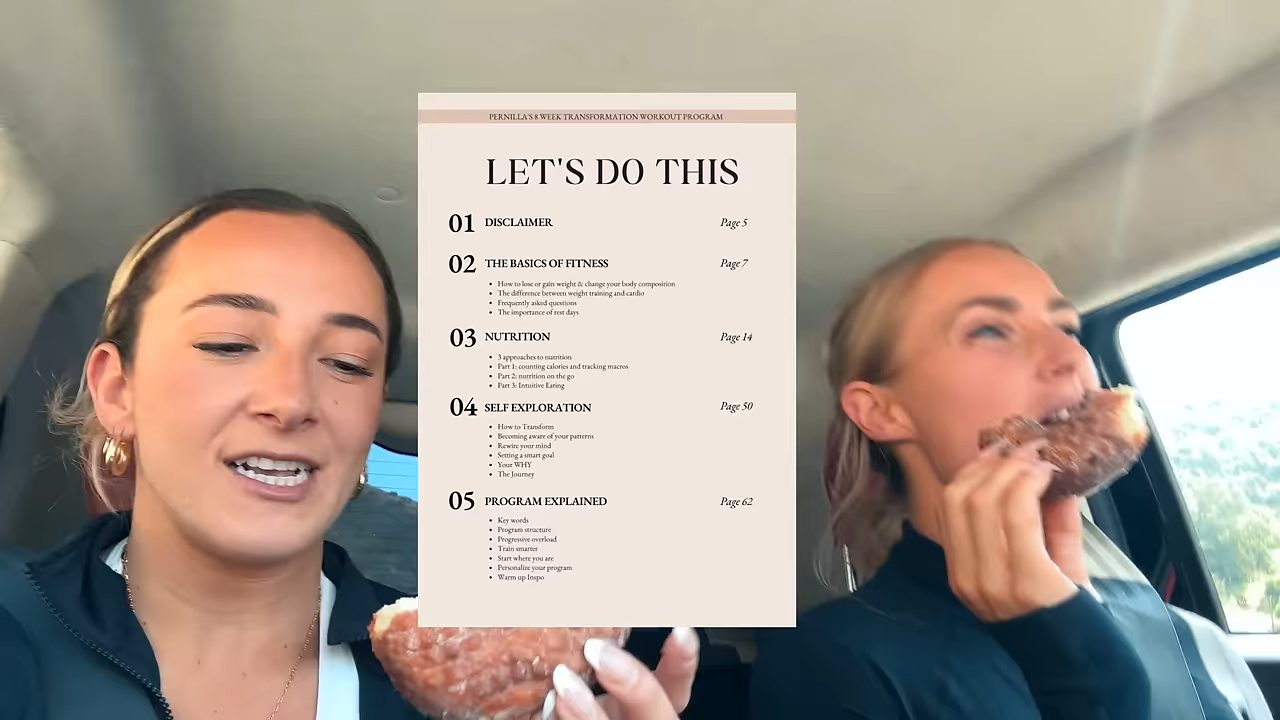 PERNILLA'S 8 WEEK TRANSFORMATION WORKOUT PROGRAM
LET'S DO THIS
01 DISCLAIMER Page 5
02 THE BASICS OF FITNESS Page 7
• How to lose or gain weight & change your body composition
• The difference between weight training and cardio
• Frequently asked questions
• The importance of rest days
03 NUTRITION Page 14
• 3 approaches to nutrition
• Part 1: counting calories and tracking macros
• Part 2: nutrition on the go
• Part 3: Intuitive Eating
04 SELF EXPLORATION Page 50
• How to Transform
• Becoming aware of your patterns
• Rewire your mind
• Setting a smart goal
• Your WHY
• The Journey
05 PROGRAM EXPLAINED Page 62
• Key words
• Program structure
• Progressive overload
• Train smarter
• Start where you are
• Personalize your program
• Warm up Inspo